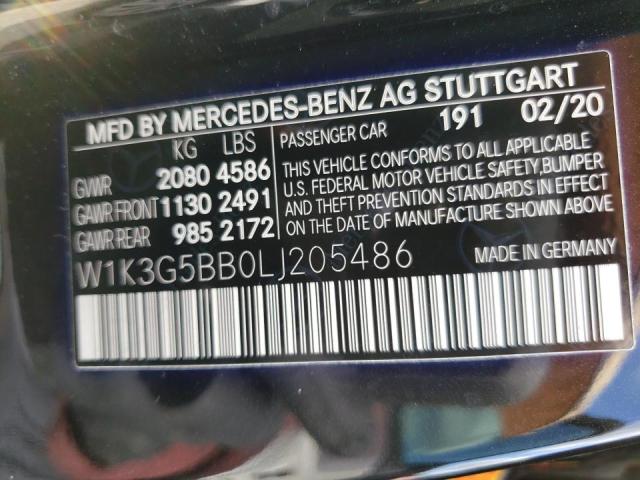 MFD BY MERCEDES-BENZ AG STUTTGART
KG LBS PASSENGER CAR 191 02/20
GVWR 2080 4586
GAWR FRONT 1130 2491
GAWR REAR 985 2172
THIS VEHICLE CONFORMS TO ALL APPLICABLE
U.S. FEDERAL MOTOR VEHICLE SAFETY, BUMPER
AND THEFT PREVENTION STANDARDS IN EFFECT
ON THE DATE OF MANUFACTURE SHOWN ABOVE.
W1K3G5BB0LJ205486
MADE IN GERMANY